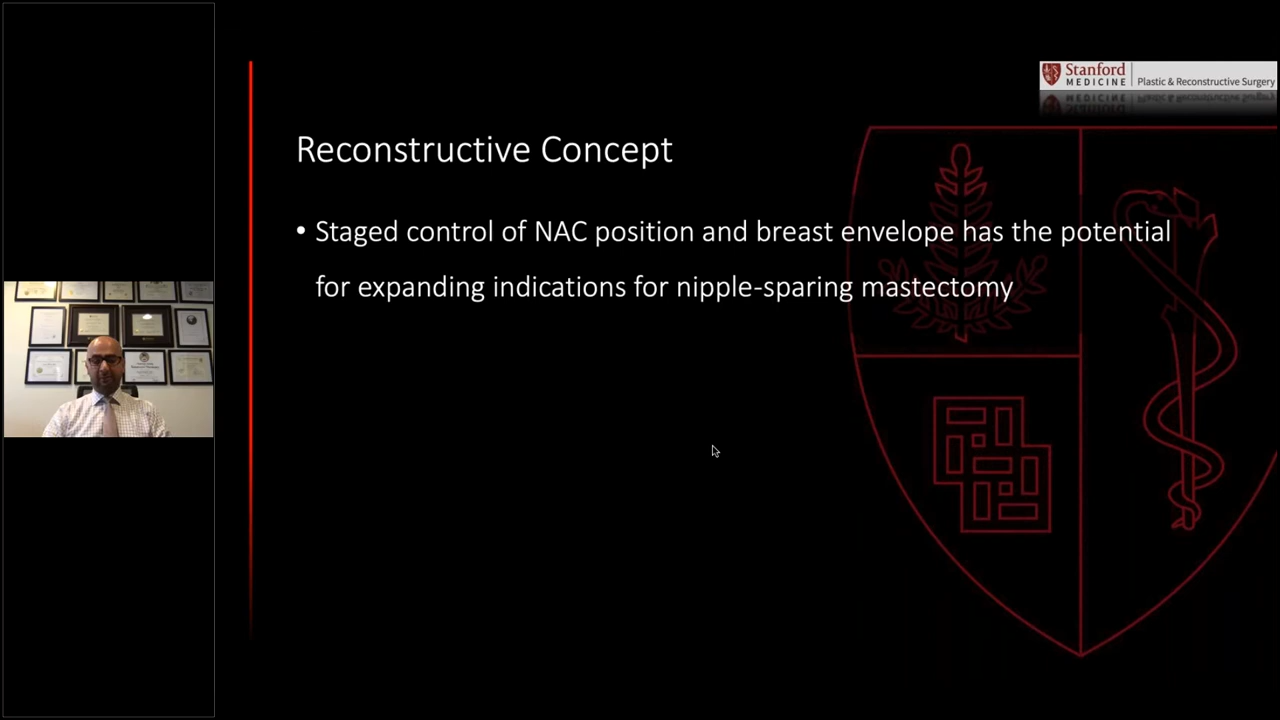 Stanford
MEDICINE
Plastic & Reconstructive Surgery
Reconstructive Concept
• Staged control of NAC position and breast envelope has the potential
for expanding indications for nipple-sparing mastectomy